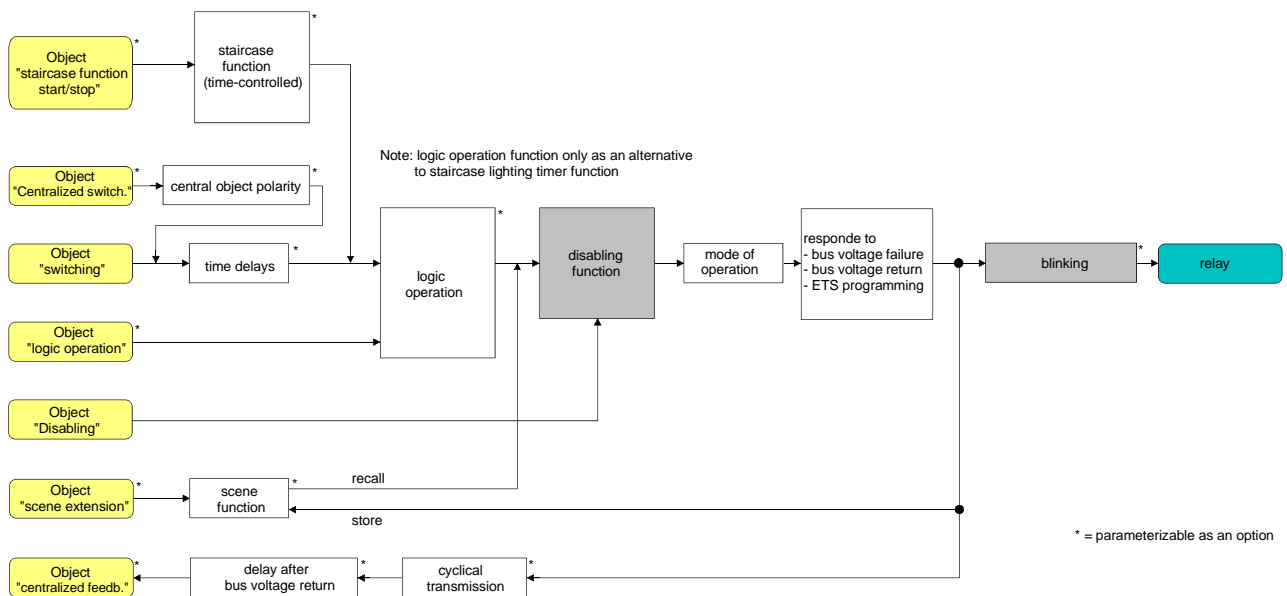 Object
"staircase function
start/stop"
*
staircase
function
(time-controlled)
*
Note: logic operation function only as an alternative
to staircase lighting timer function
Object
"Centralized switch."
*
central object polarity
*
Object
"switching"
*
time delays
*
logic
operation
*
disabling
function
mode of
operation
responde to
- bus voltage failure
- bus voltage return
- ETS programming
blinking
*
relay
Object
"logic operation"
*
Object
"Disabling"
Object
"scene extension"
*
scene
function
*
recall
store
* = parameterizable as an option
Object
"centralized feedb."
*
delay after
bus voltage return
*
cyclical
transmission
*